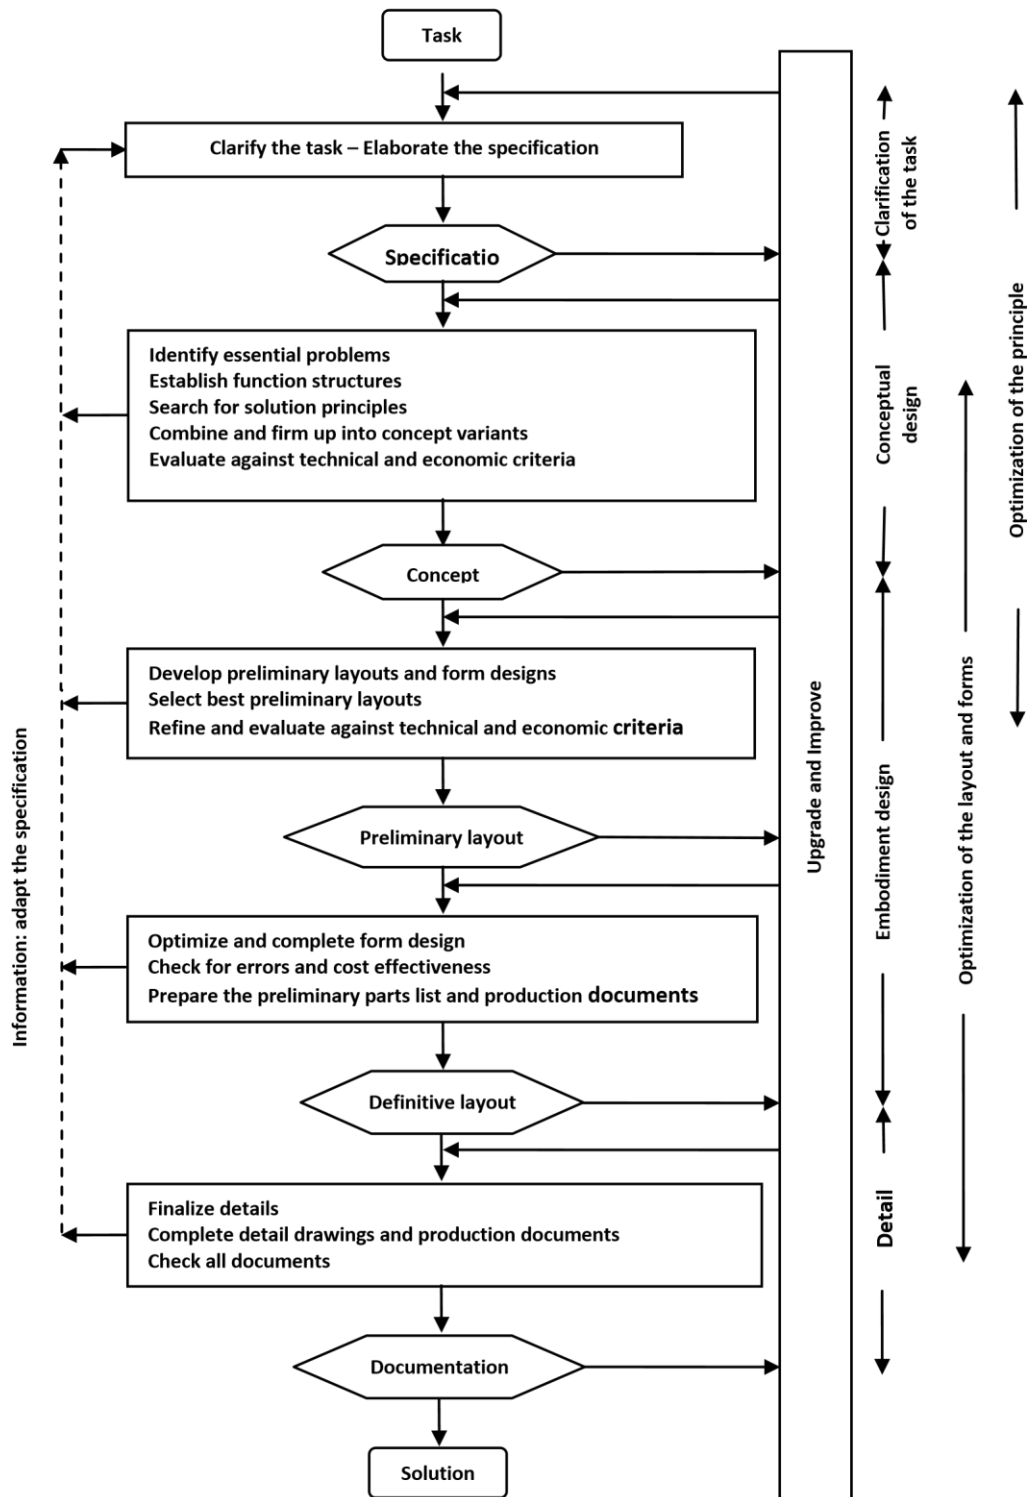 Task
Clarify the task – Elaborate the specification
Specificatio
Identify essential problems
Establish function structures
Search for solution principles
Combine and firm up into concept variants
Evaluate against technical and economic criteria
Concept
Develop preliminary layouts and form designs
Select best preliminary layouts
Refine and evaluate against technical and economic criteria
Preliminary layout
Optimize and complete form design
Check for errors and cost effectiveness
Prepare the preliminary parts list and production documents
Definitive layout
Finalize details
Complete detail drawings and production documents
Check all documents
Documentation
Solution
Information: adapt the specification
Upgrade and Improve
Clarification
of the task
Conceptual
design
Embodiment design
Detail
Optimization of the layout and forms
Optimization of the principle